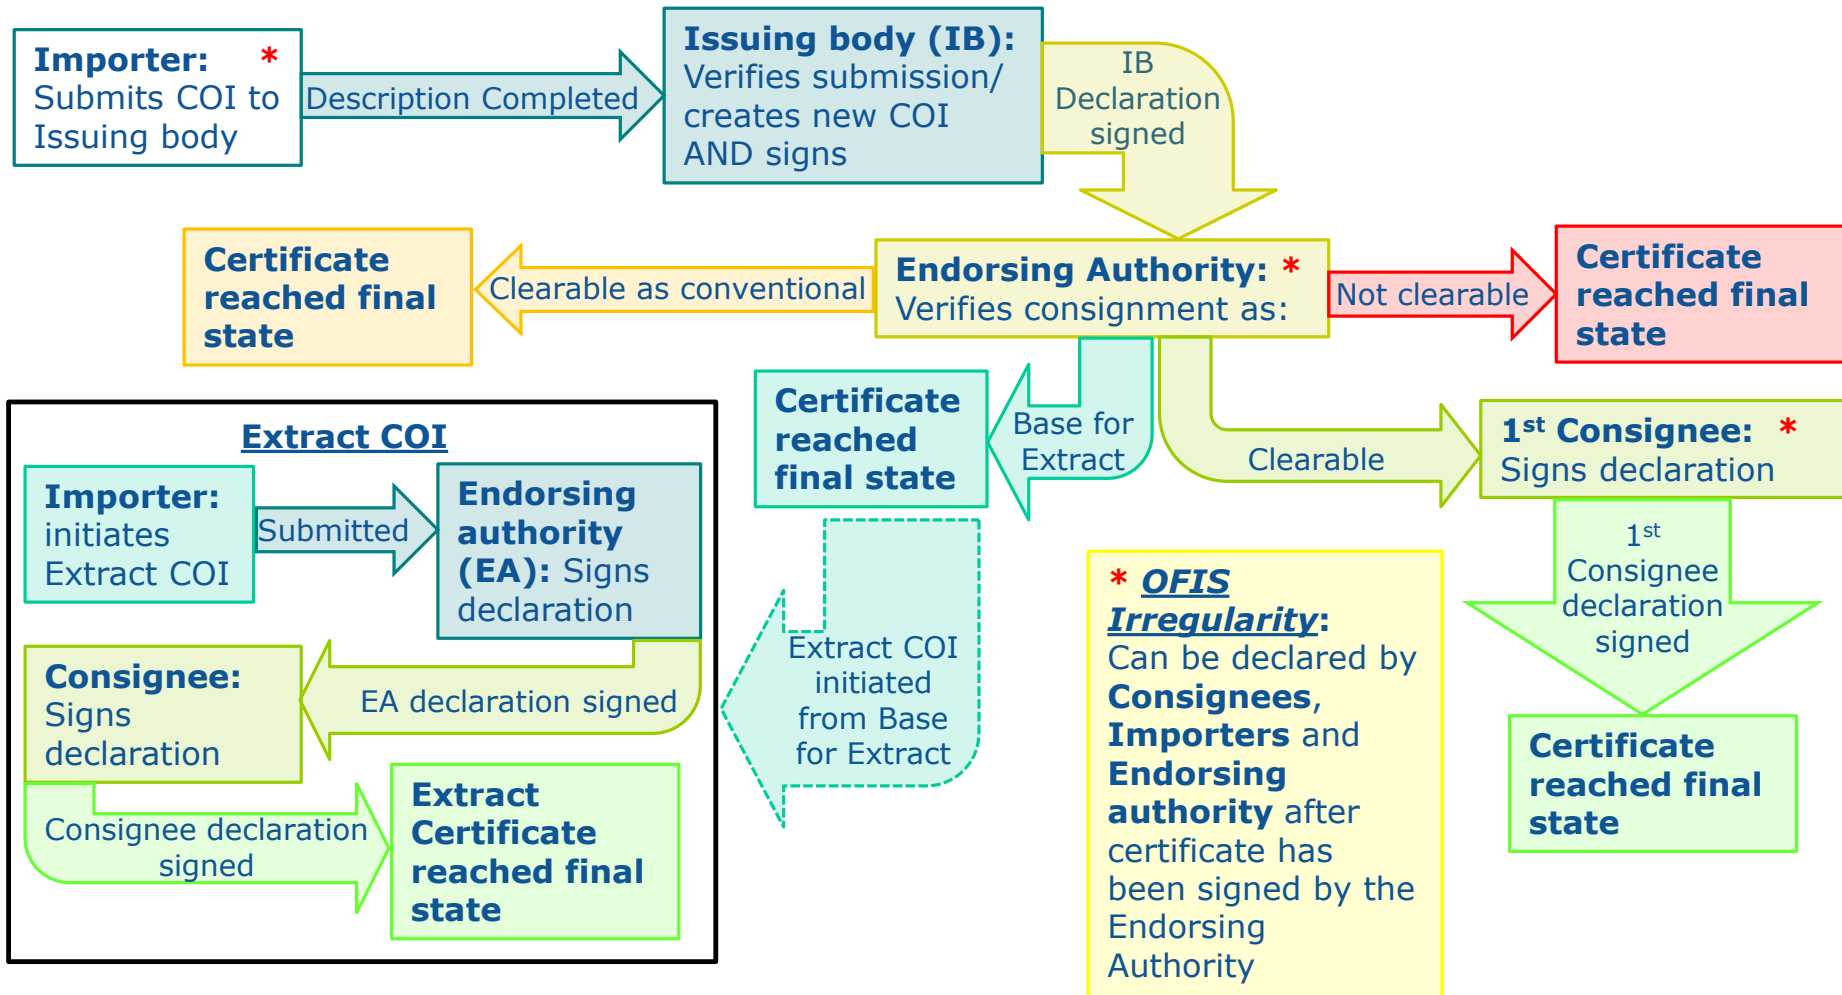 Importer: *
Submits COI to
Issuing body
Description Completed
Issuing body (IB):
Verifies submission/
creates new COI
AND signs
IB
Declaration
signed
Certificate
reached final
state
Clearable as conventional
Endorsing Authority: *
Verifies consignment as:
Not clearable
Certificate
reached final
state
Certificate
reached
final state
Base for
Extract
Clearable
1st Consignee: *
Signs declaration
1st
Consignee
declaration
signed
Certificate
reached final
state
Extract COI
Importer:
initiates
Extract COI
Submitted
Endorsing
authority
(EA): Signs
declaration
Consignee:
Signs
declaration
EA declaration signed
Consignee declaration
signed
Extract
Certificate
reached final
state
Extract COI
initiated
from Base
for Extract
* OFIS
Irregularity:
Can be declared by
Consignees,
Importers and
Endorsing
authority after
certificate has
been signed by the
Endorsing
Authority